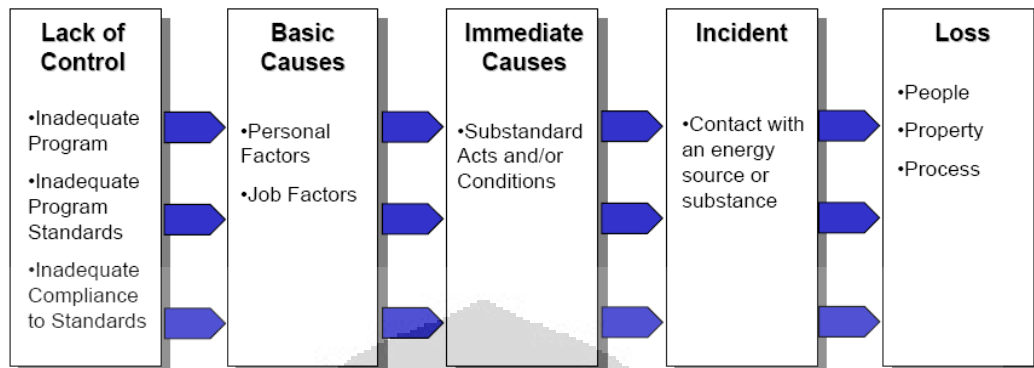 Lack of
Control
•Inadequate
Program
•Inadequate
Program
Standards
•Inadequate
Compliance
to Standards
Basic
Causes
•Personal
Factors
•Job Factors
Immediate
Causes
•Substandard
Acts and/or
Conditions
Incident
•Contact with
an energy
source or
substance
Loss
•People
•Property
•Process